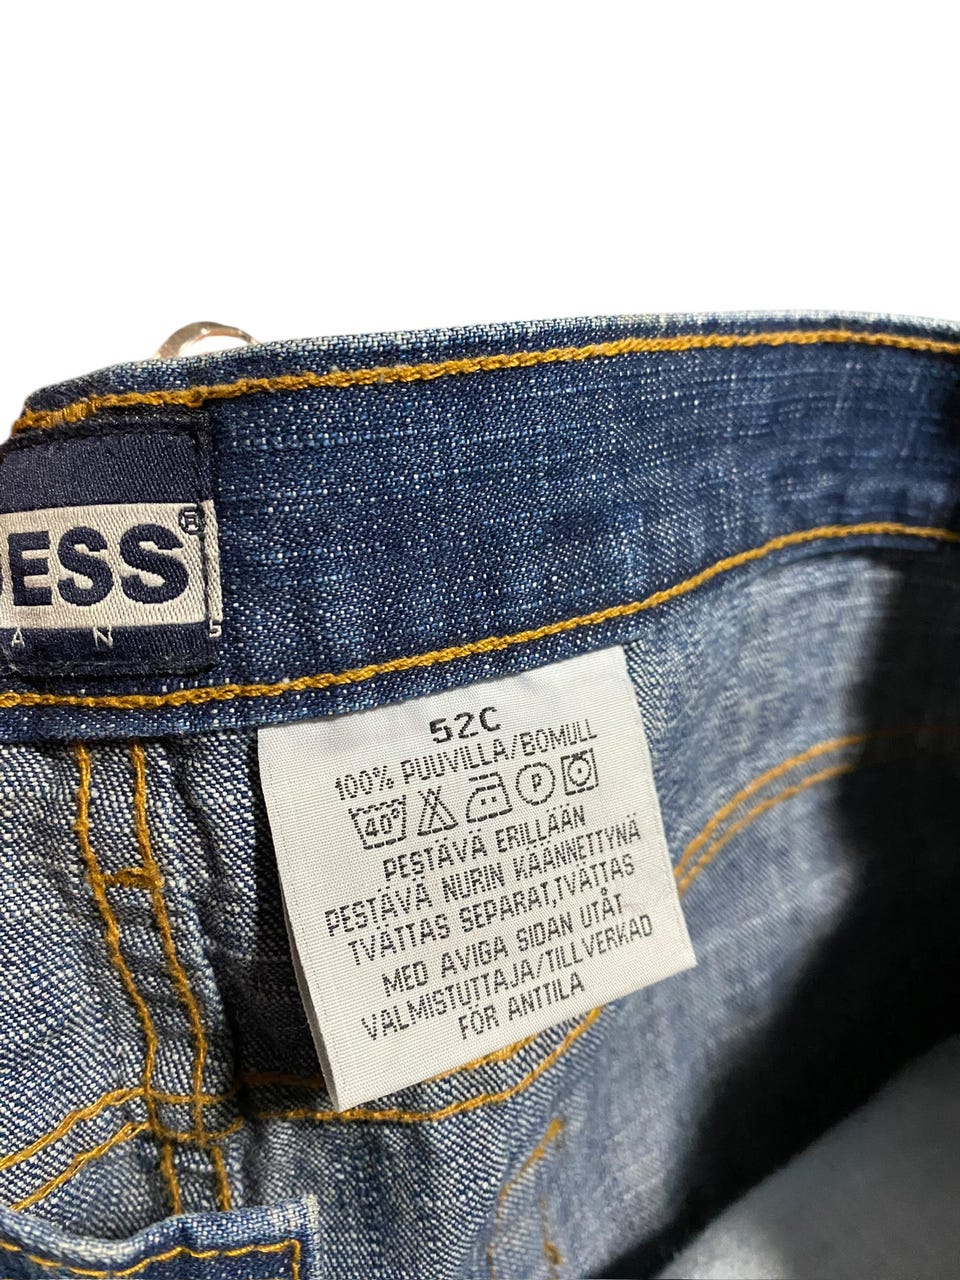 ESS®
A N S
52C
100% PUUVILLA/BOMULL
40° P
PESTÄVÄ ERILLÄÄN
PESTÄVÄ NURIN KÄÄNNETTYNÄ
TVÄTTAS SEPARAT,TVÄTTAS
MED AVIGA SIDAN UTÅT
VALMISTUTTAJA/TILLVERKAD
FÖR ANTTILA